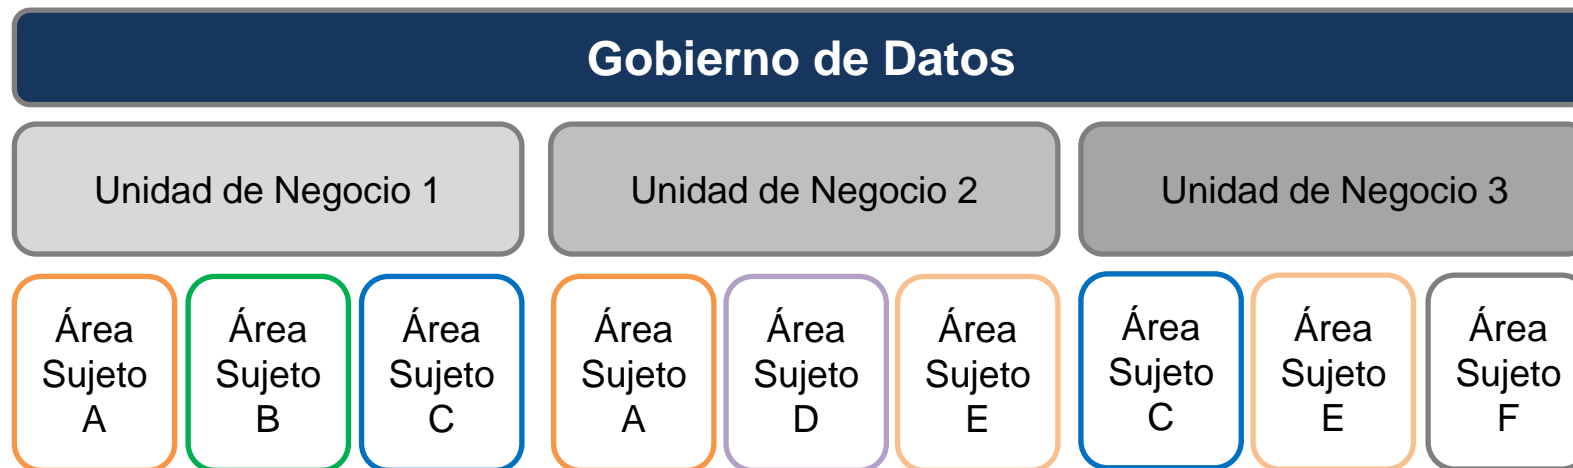 Gobierno de Datos
Unidad de Negocio 1
Unidad de Negocio 2
Unidad de Negocio 3
Área
Sujeto
A
Área
Sujeto
B
Área
Sujeto
C
Área
Sujeto
A
Área
Sujeto
D
Área
Sujeto
E
Área
Sujeto
C
Área
Sujeto
E
Área
Sujeto
F